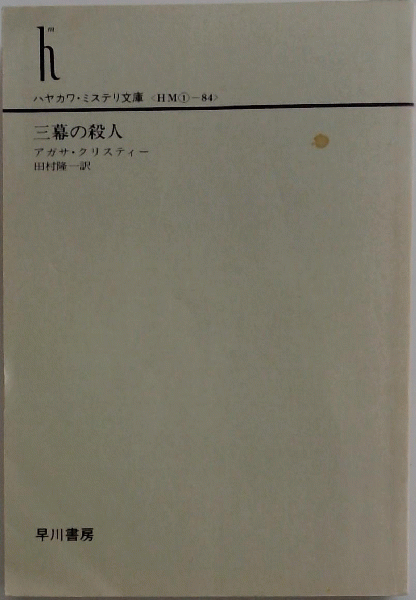 hm
ハヤカワ・ミステリ文庫〈HM①―84〉
三幕の殺人
アガサ・クリスティー
田村隆一訳
早川書房